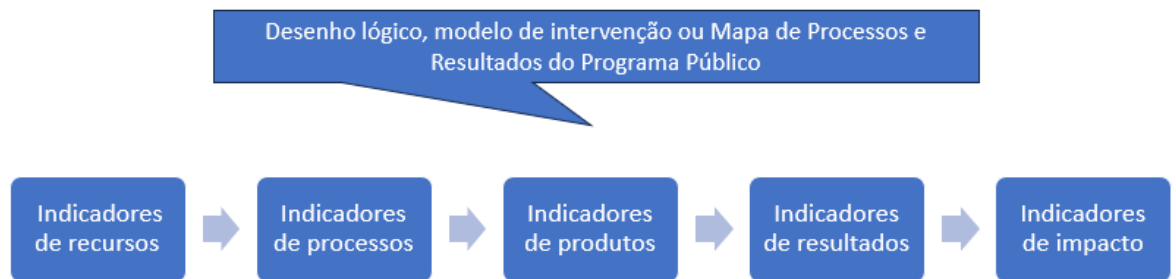 Desenho lógico, modelo de intervenção ou Mapa de Processos e
Resultados do Programa Público
Indicadores
de recursos
Indicadores
de processos
Indicadores
de produtos
Indicadores
de resultados
Indicadores
de impacto